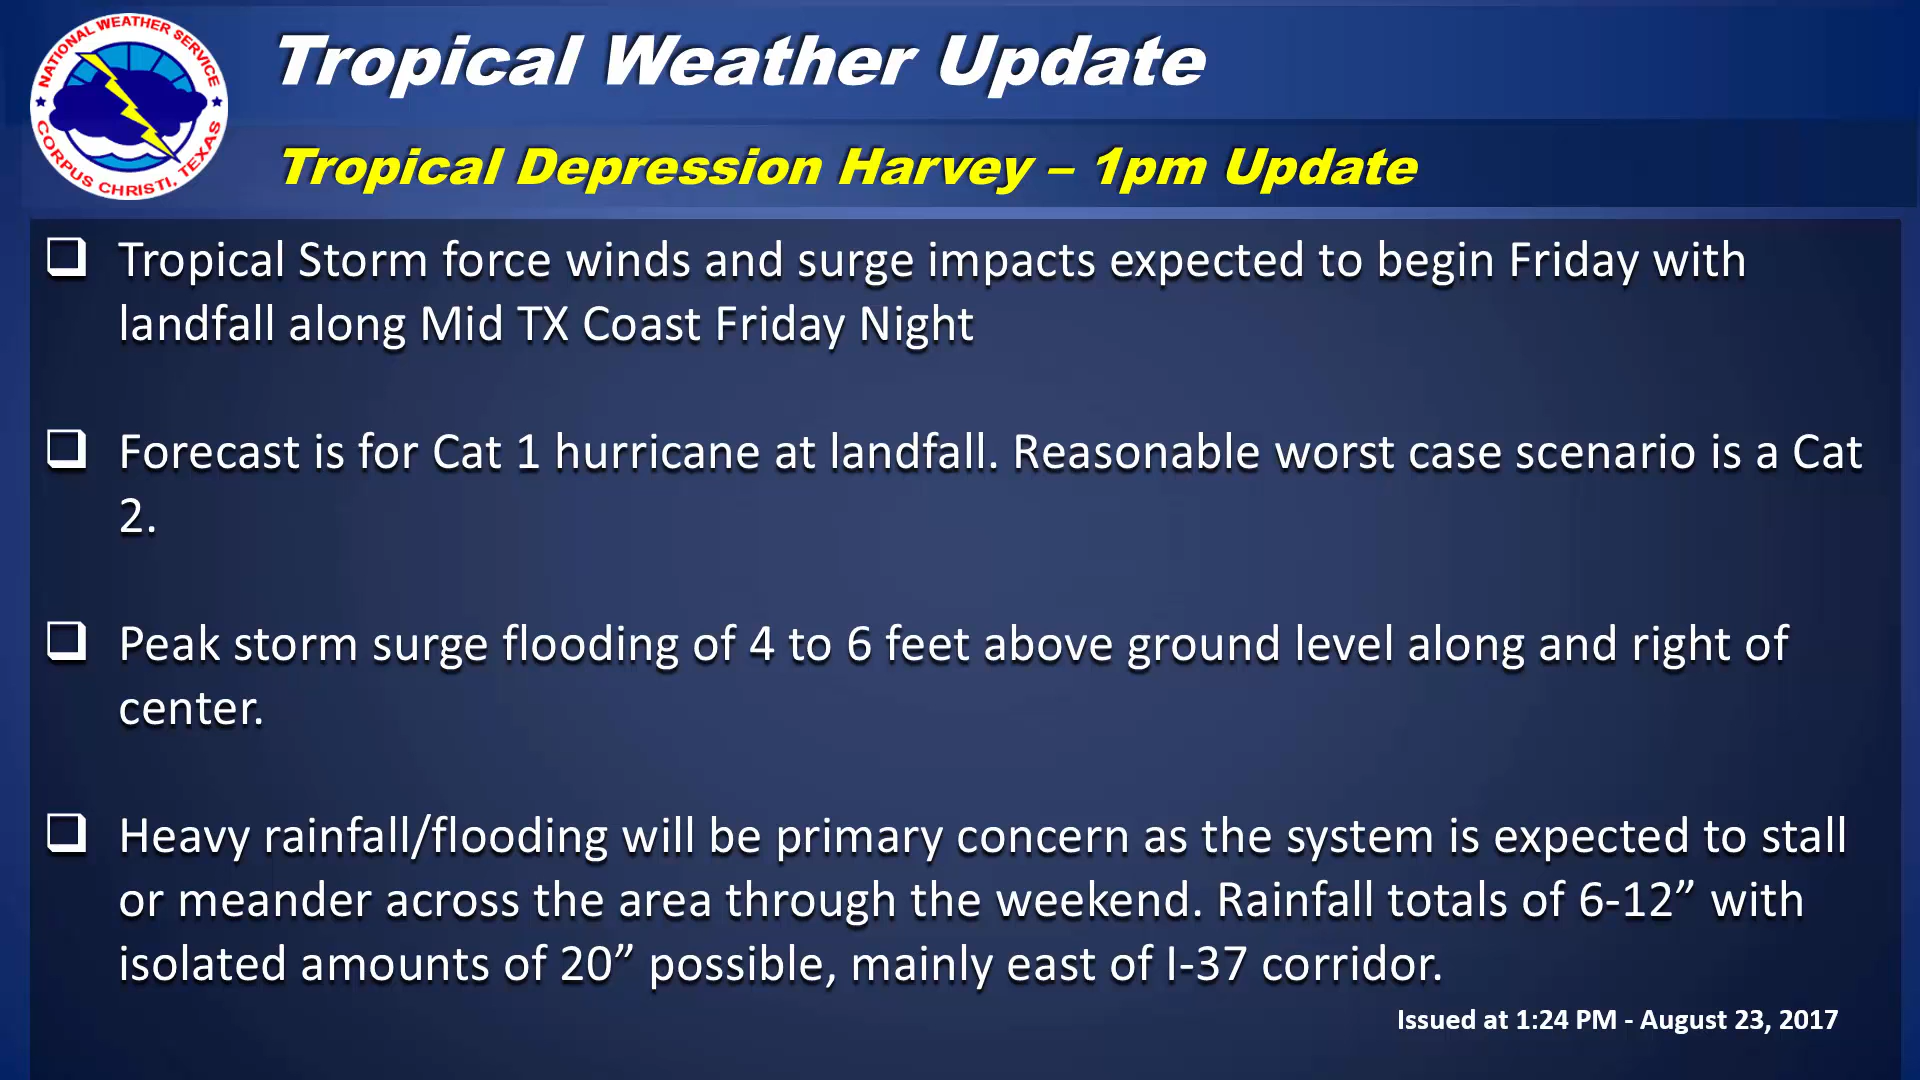 NATIONAL WEATHER SERVICE
CORPUS CHRISTI, TEXAS
Tropical Weather Update
Tropical Depression Harvey – 1pm Update
Tropical Storm force winds and surge impacts expected to begin Friday with
landfall along Mid TX Coast Friday Night
Forecast is for Cat 1 hurricane at landfall. Reasonable worst case scenario is a Cat
2.
Peak storm surge flooding of 4 to 6 feet above ground level along and right of
center.
Heavy rainfall/flooding will be primary concern as the system is expected to stall
or meander across the area through the weekend. Rainfall totals of 6-12” with
isolated amounts of 20” possible, mainly east of I-37 corridor.
Issued at 1:24 PM - August 23, 2017